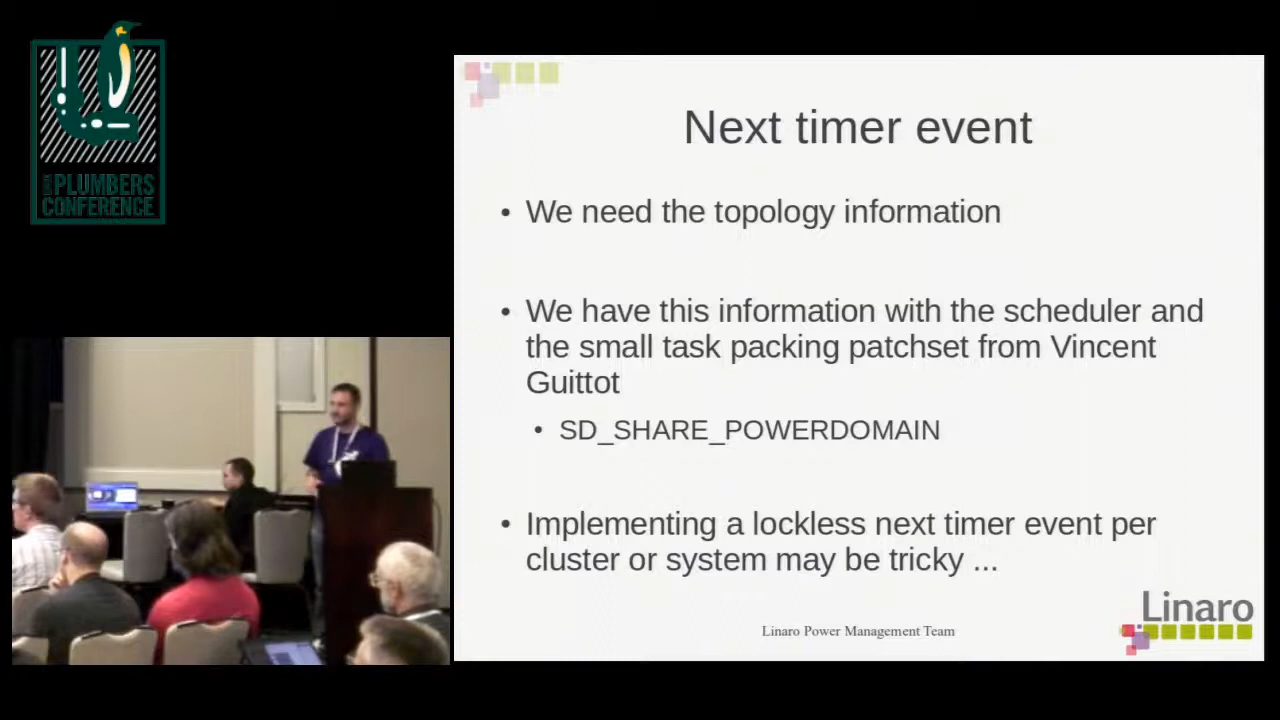 PLUMBERS
CONFERENCE
Next timer event
• We need the topology information
• We have this information with the scheduler and
the small task packing patchset from Vincent
Guittot
• SD_SHARE_POWERDOMAIN
• Implementing a lockless next timer event per
cluster or system may be tricky ...
Linaro Power Management Team
Linaro